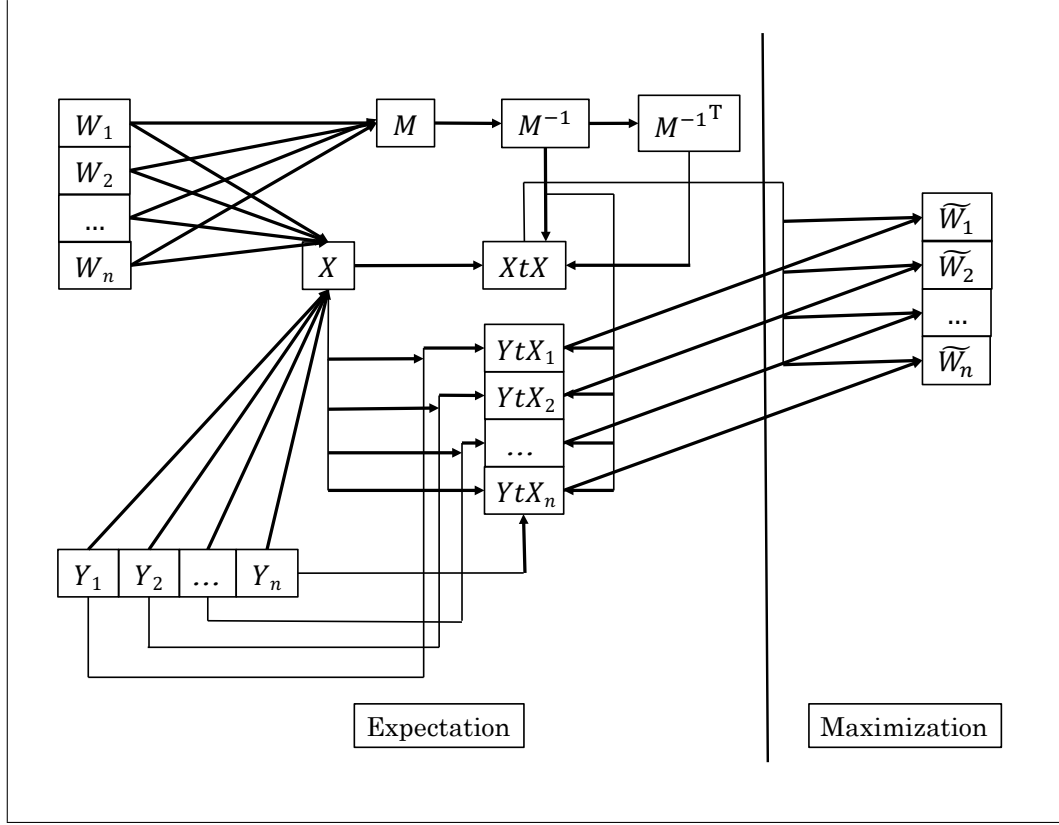 W₁
W₂
...
Wₙ
M
M⁻¹
M⁻¹ᵀ
X
XtX
YtX₁
YtX₂
...
YtXₙ
Y₁ Y₂ ... Yₙ
W̃₁
W̃₂
...
W̃ₙ
Expectation
Maximization